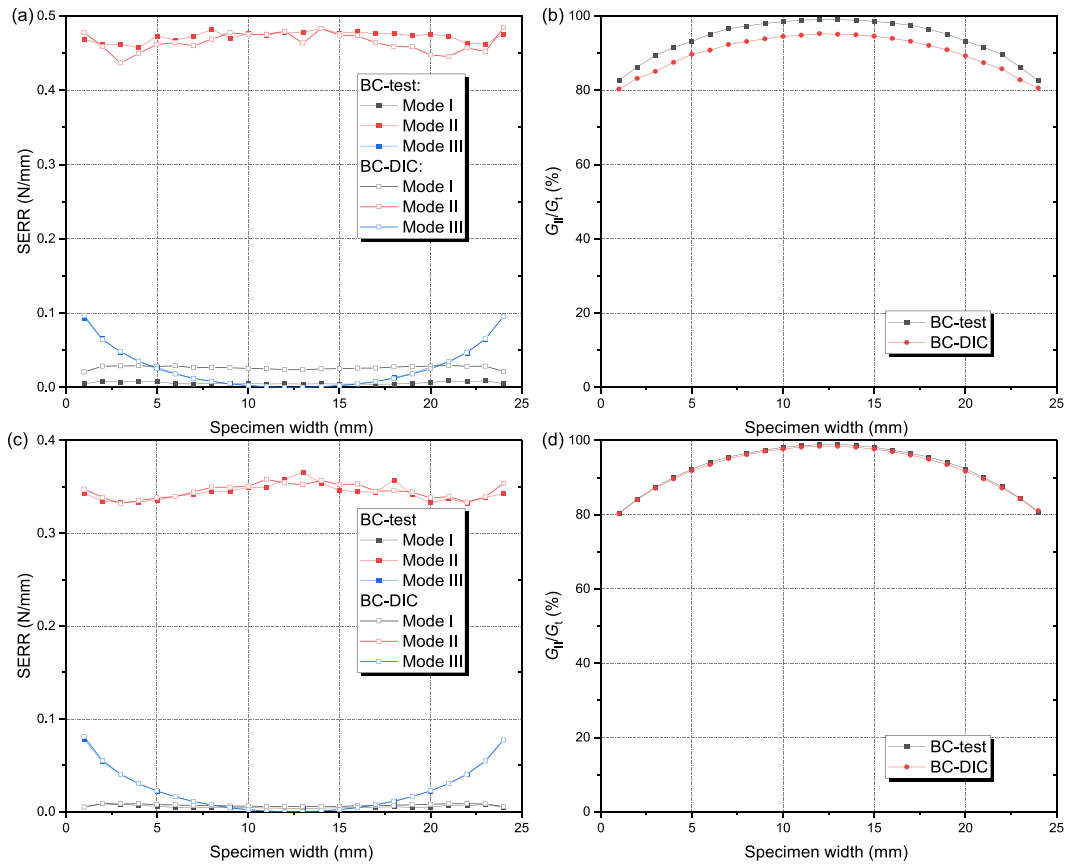 (a)
0.5
0.4
0.3
0.2
0.1
0.0
SERR (N/mm)
BC-test:
Mode I
Mode II
Mode III
BC-DIC:
Mode I
Mode II
Mode III
0 5 10 15 20 25
Specimen width (mm)
(b)
100
80
60
40
20
0
G_II/G_t (%)
BC-test
BC-DIC
0 5 10 15 20 25
Specimen width (mm)
(c)
0.4
0.3
0.2
0.1
0.0
SERR (N/mm)
BC-test
Mode I
Mode II
Mode III
BC-DIC
Mode I
Mode II
Mode III
0 5 10 15 20 25
Specimen width (mm)
(d)
100
80
60
40
20
0
G_II/G_t (%)
BC-test
BC-DIC
0 5 10 15 20 25
Specimen width (mm)